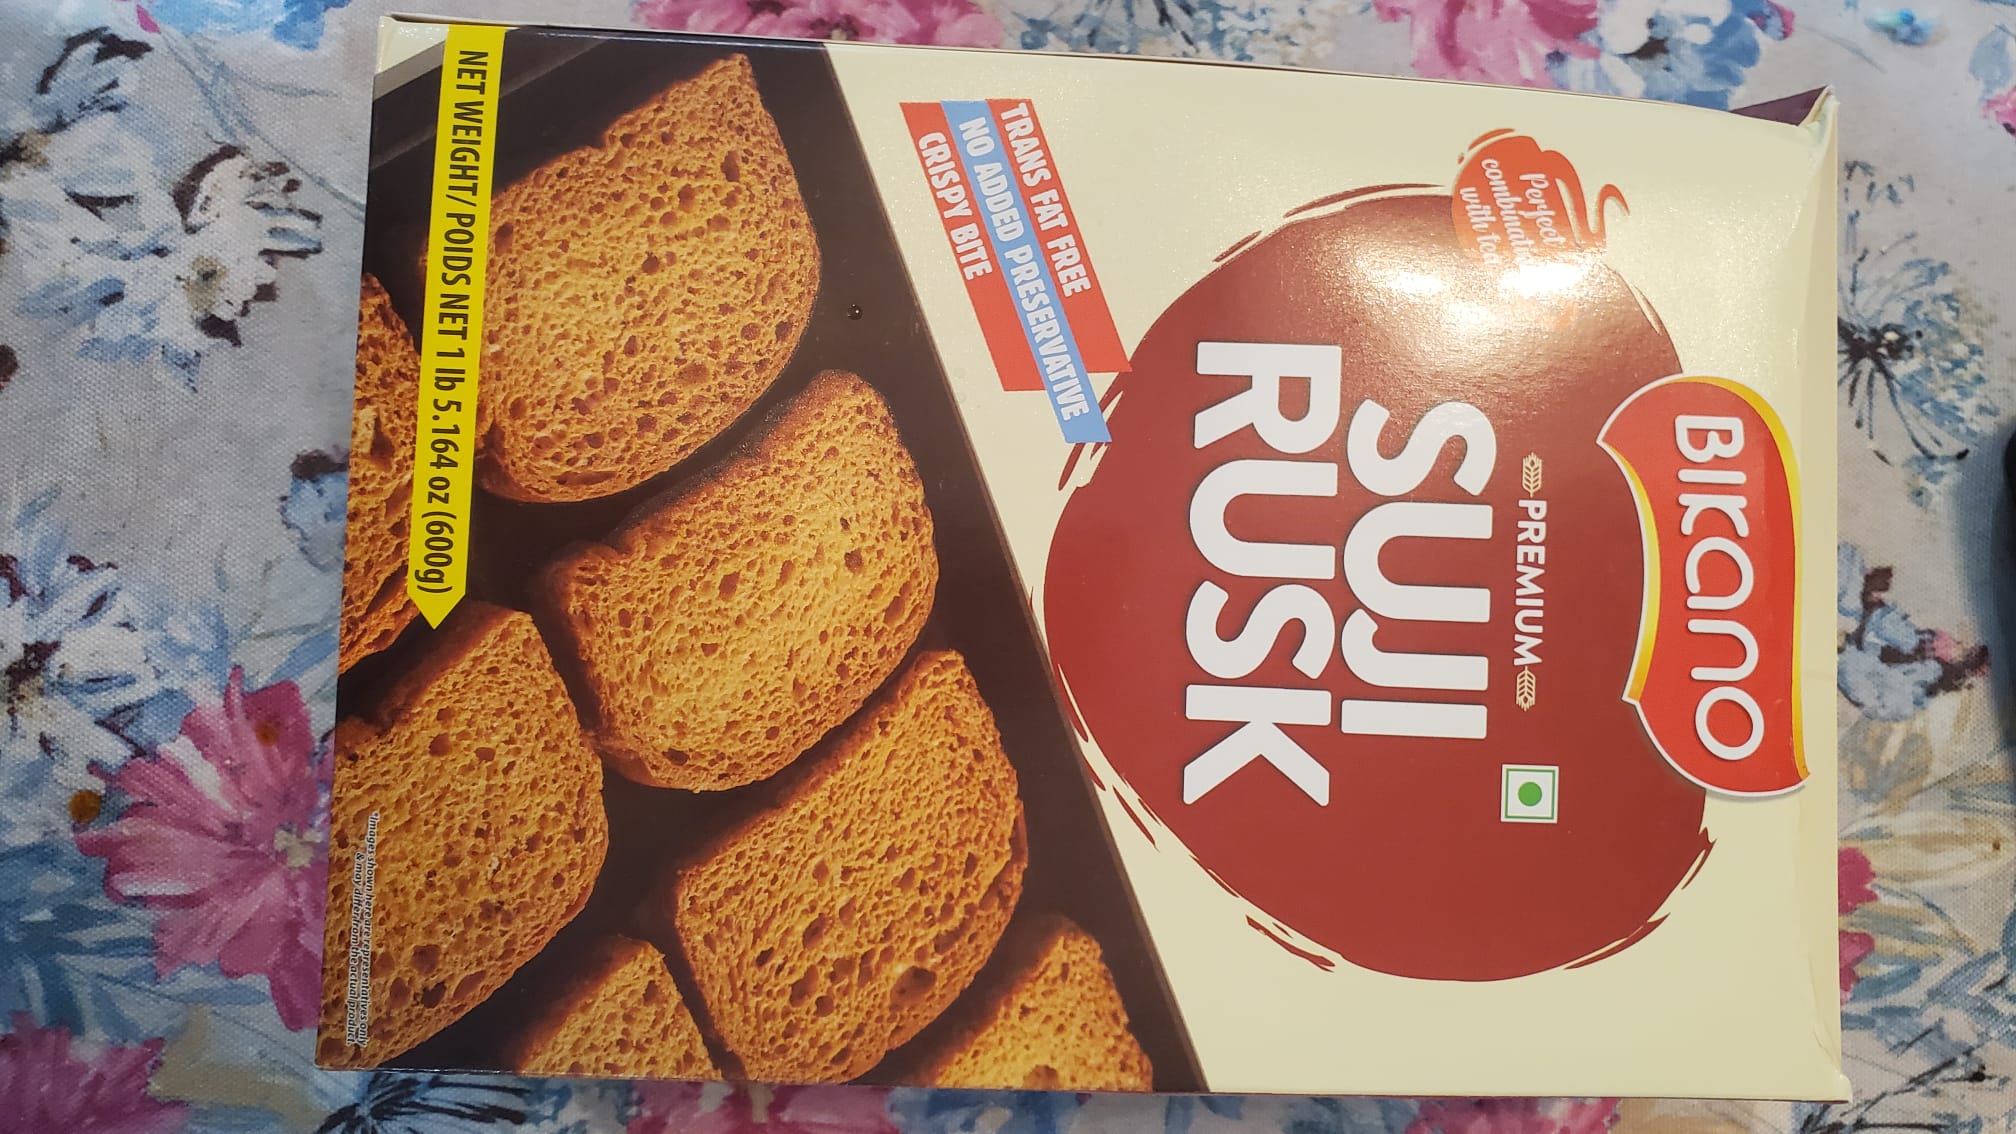 BIKANO
PREMIUM
SUJI
RUSK
Perfect
combination
with tea
TRANS FAT FREE
NO ADDED PRESERVATIVE
CRISPY BITE
NET WEIGHT/ POIDS NET 1 lb 5.164 oz (600g)
*Images shown here are representatives only
& may differ from the actual product.